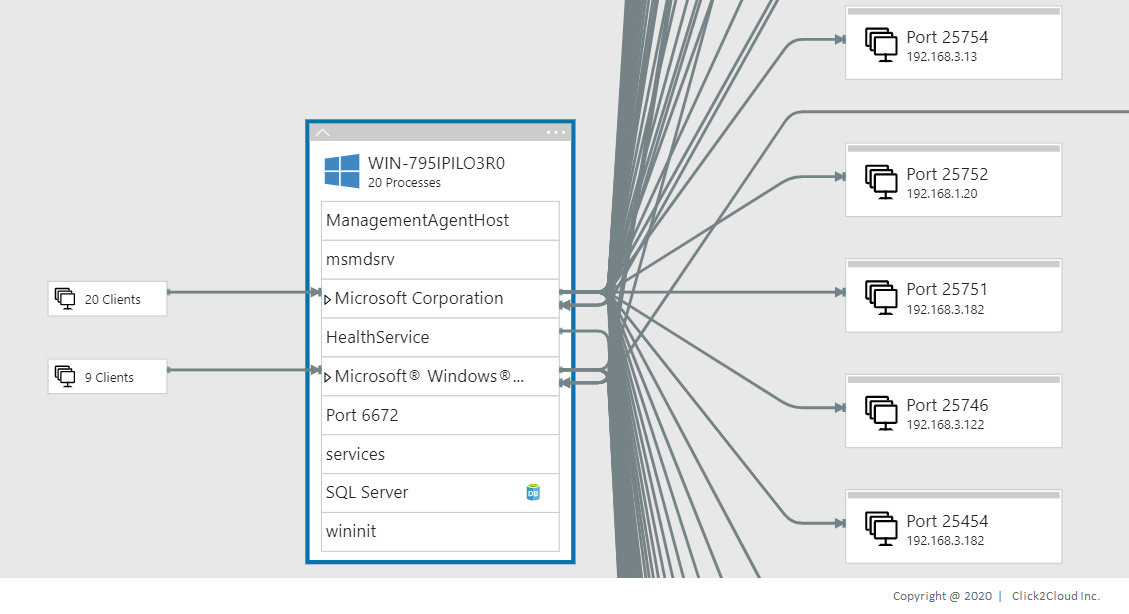 Port 25754
192.168.3.13
WIN-795IPILO3R0
20 Processes
Port 25752
192.168.1.20
ManagementAgentHost
msmdsrv
20 Clients
Microsoft Corporation
Port 25751
192.168.3.182
HealthService
9 Clients
Microsoft® Windows®...
Port 6672
Port 25746
192.168.3.122
services
SQL Server
DB
wininit
Port 25454
192.168.3.182
Copyright @ 2020 | Click2Cloud Inc.